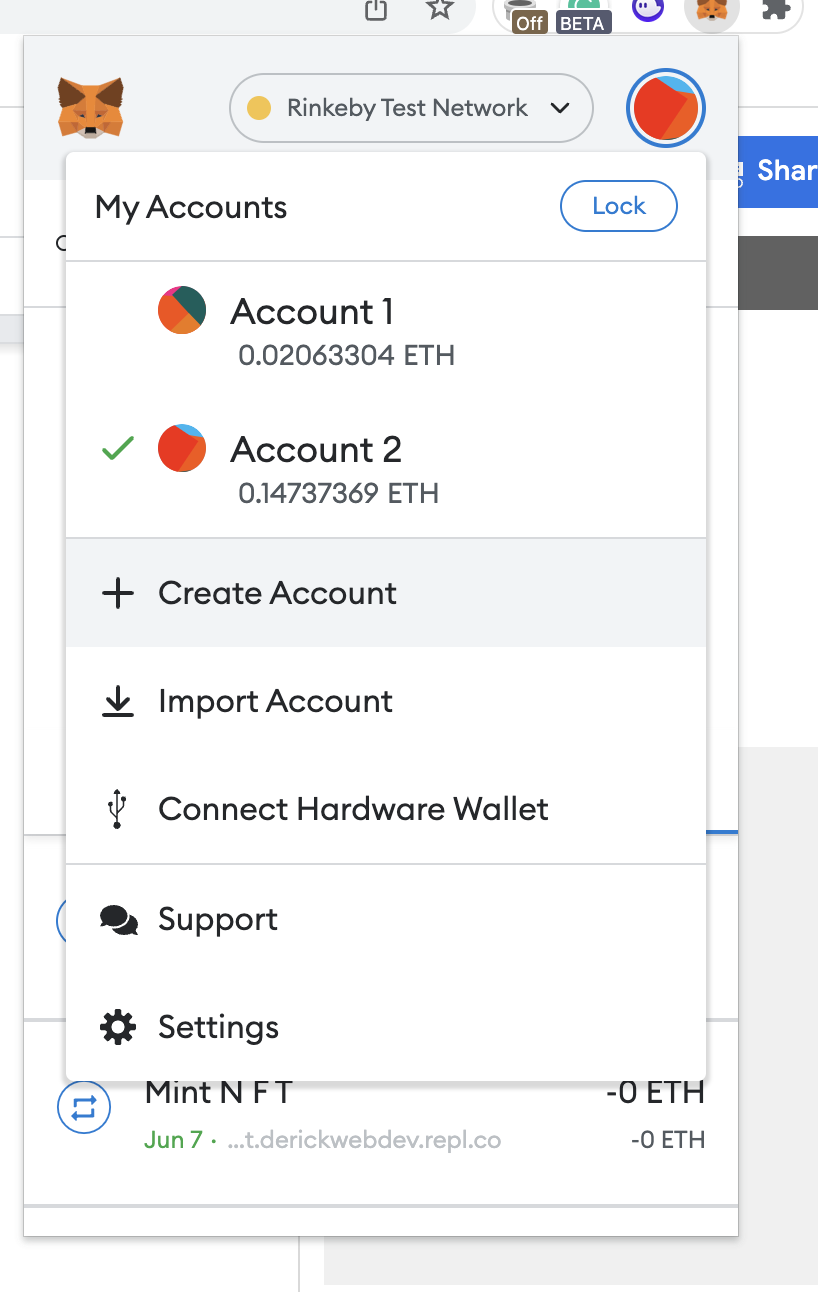 Off
BETA
Rinkeby Test Network
Shar
My Accounts
Lock
Account 1
0.02063304 ETH
Account 2
0.14737369 ETH
Create Account
Import Account
Connect Hardware Wallet
Support
Settings
Mint N F T
-0 ETH
Jun 7 · ...t.derickwebdev.repl.co
-0 ETH